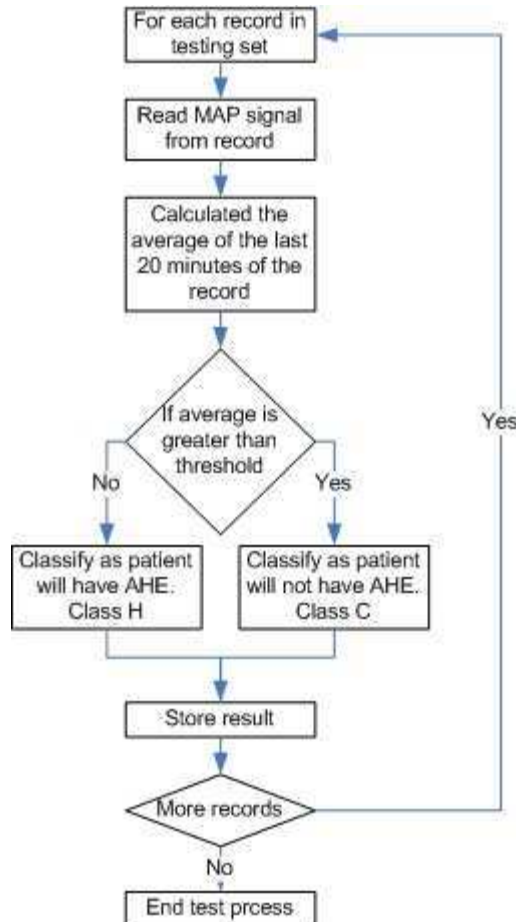 For each record in
testing set
Read MAP signal
from record
Calculated the
average of the last
20 minutes of the
record
If average is
greater than
threshold
No
Yes
Yes
Classify as patient
will have AHE.
Class H
Classify as patient
will not have AHE.
Class C
Store result
More records
No
End test prcess